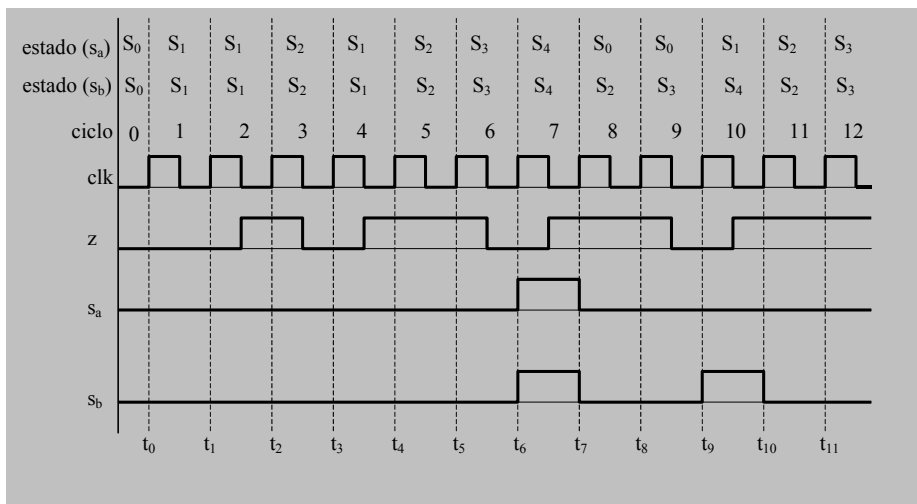 estado (sa) S0 S1 S1 S2 S1 S2 S3 S4 S0 S0 S1 S2 S3
estado (sb) S0 S1 S1 S2 S1 S2 S3 S4 S2 S3 S4 S2 S3
ciclo 0 1 2 3 4 5 6 7 8 9 10 11 12
clk
z
sa
sb
t0 t1 t2 t3 t4 t5 t6 t7 t8 t9 t10 t11